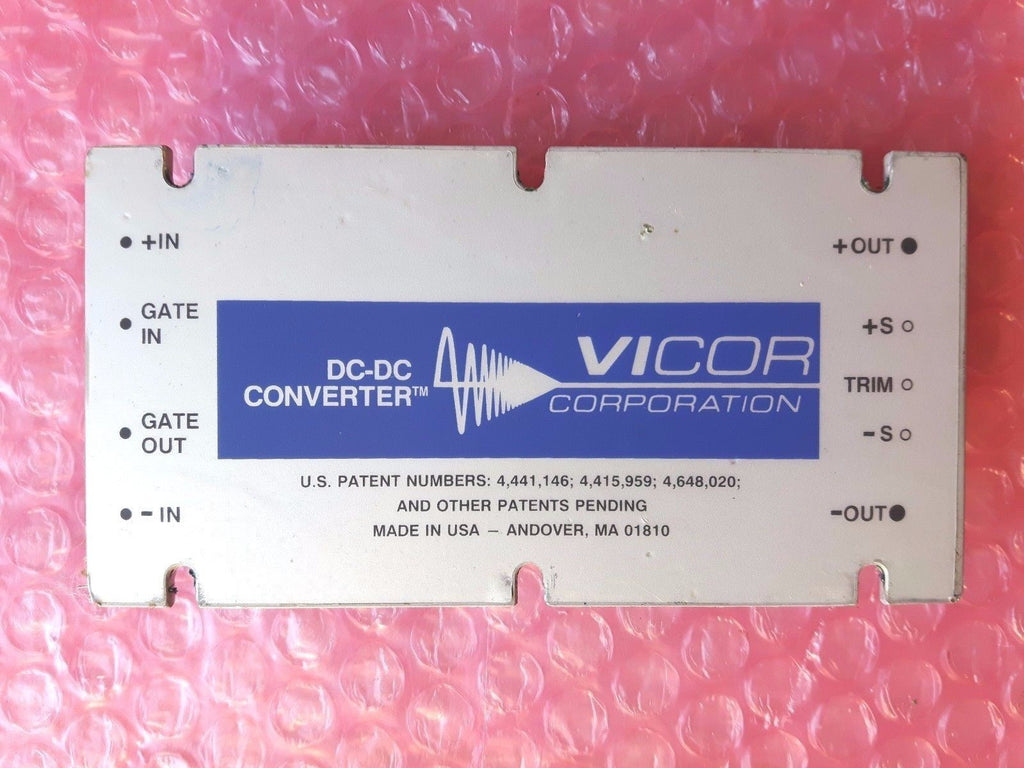 +IN
GATE
IN
GATE
OUT
- IN
DC-DC
CONVERTER™
VICOR
CORPORATION
U.S. PATENT NUMBERS: 4,441,146; 4,415,959; 4,648,020;
AND OTHER PATENTS PENDING
MADE IN USA – ANDOVER, MA 01810
+OUT
+S
TRIM
-S
-OUT